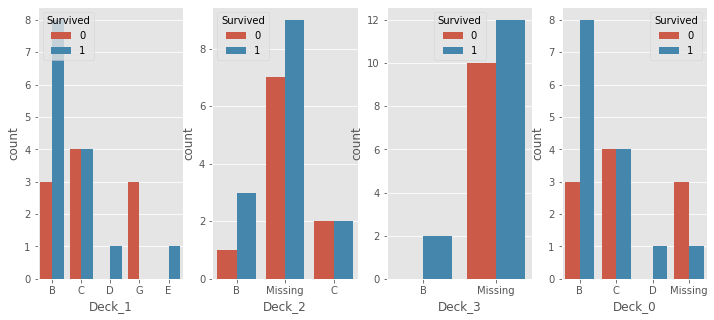 Survived
0
1
8
7
6
5
4
3
2
1
0
count
B C D G E
Deck_1
Survived
0
1
8
6
4
2
0
count
B Missing C
Deck_2
Survived
0
1
12
10
8
6
4
2
0
count
B Missing
Deck_3
Survived
0
1
8
7
6
5
4
3
2
1
0
count
B C D Missing
Deck_0